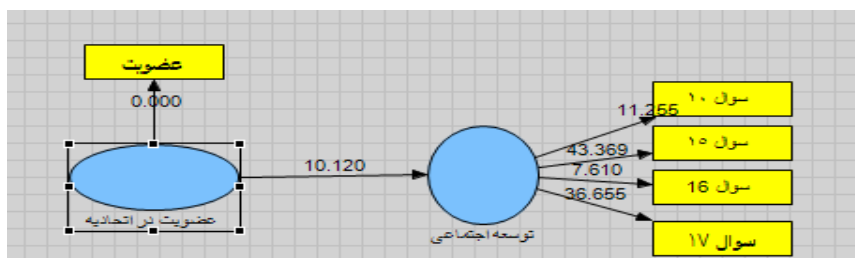 عضویت
0.000
عضویت در اتحادیه
10.120
توسعه اجتماعی
11.255
43.369
7.610
36.655
سوال ۱۰
سوال ۱۵
سوال 16
سوال ۱۷